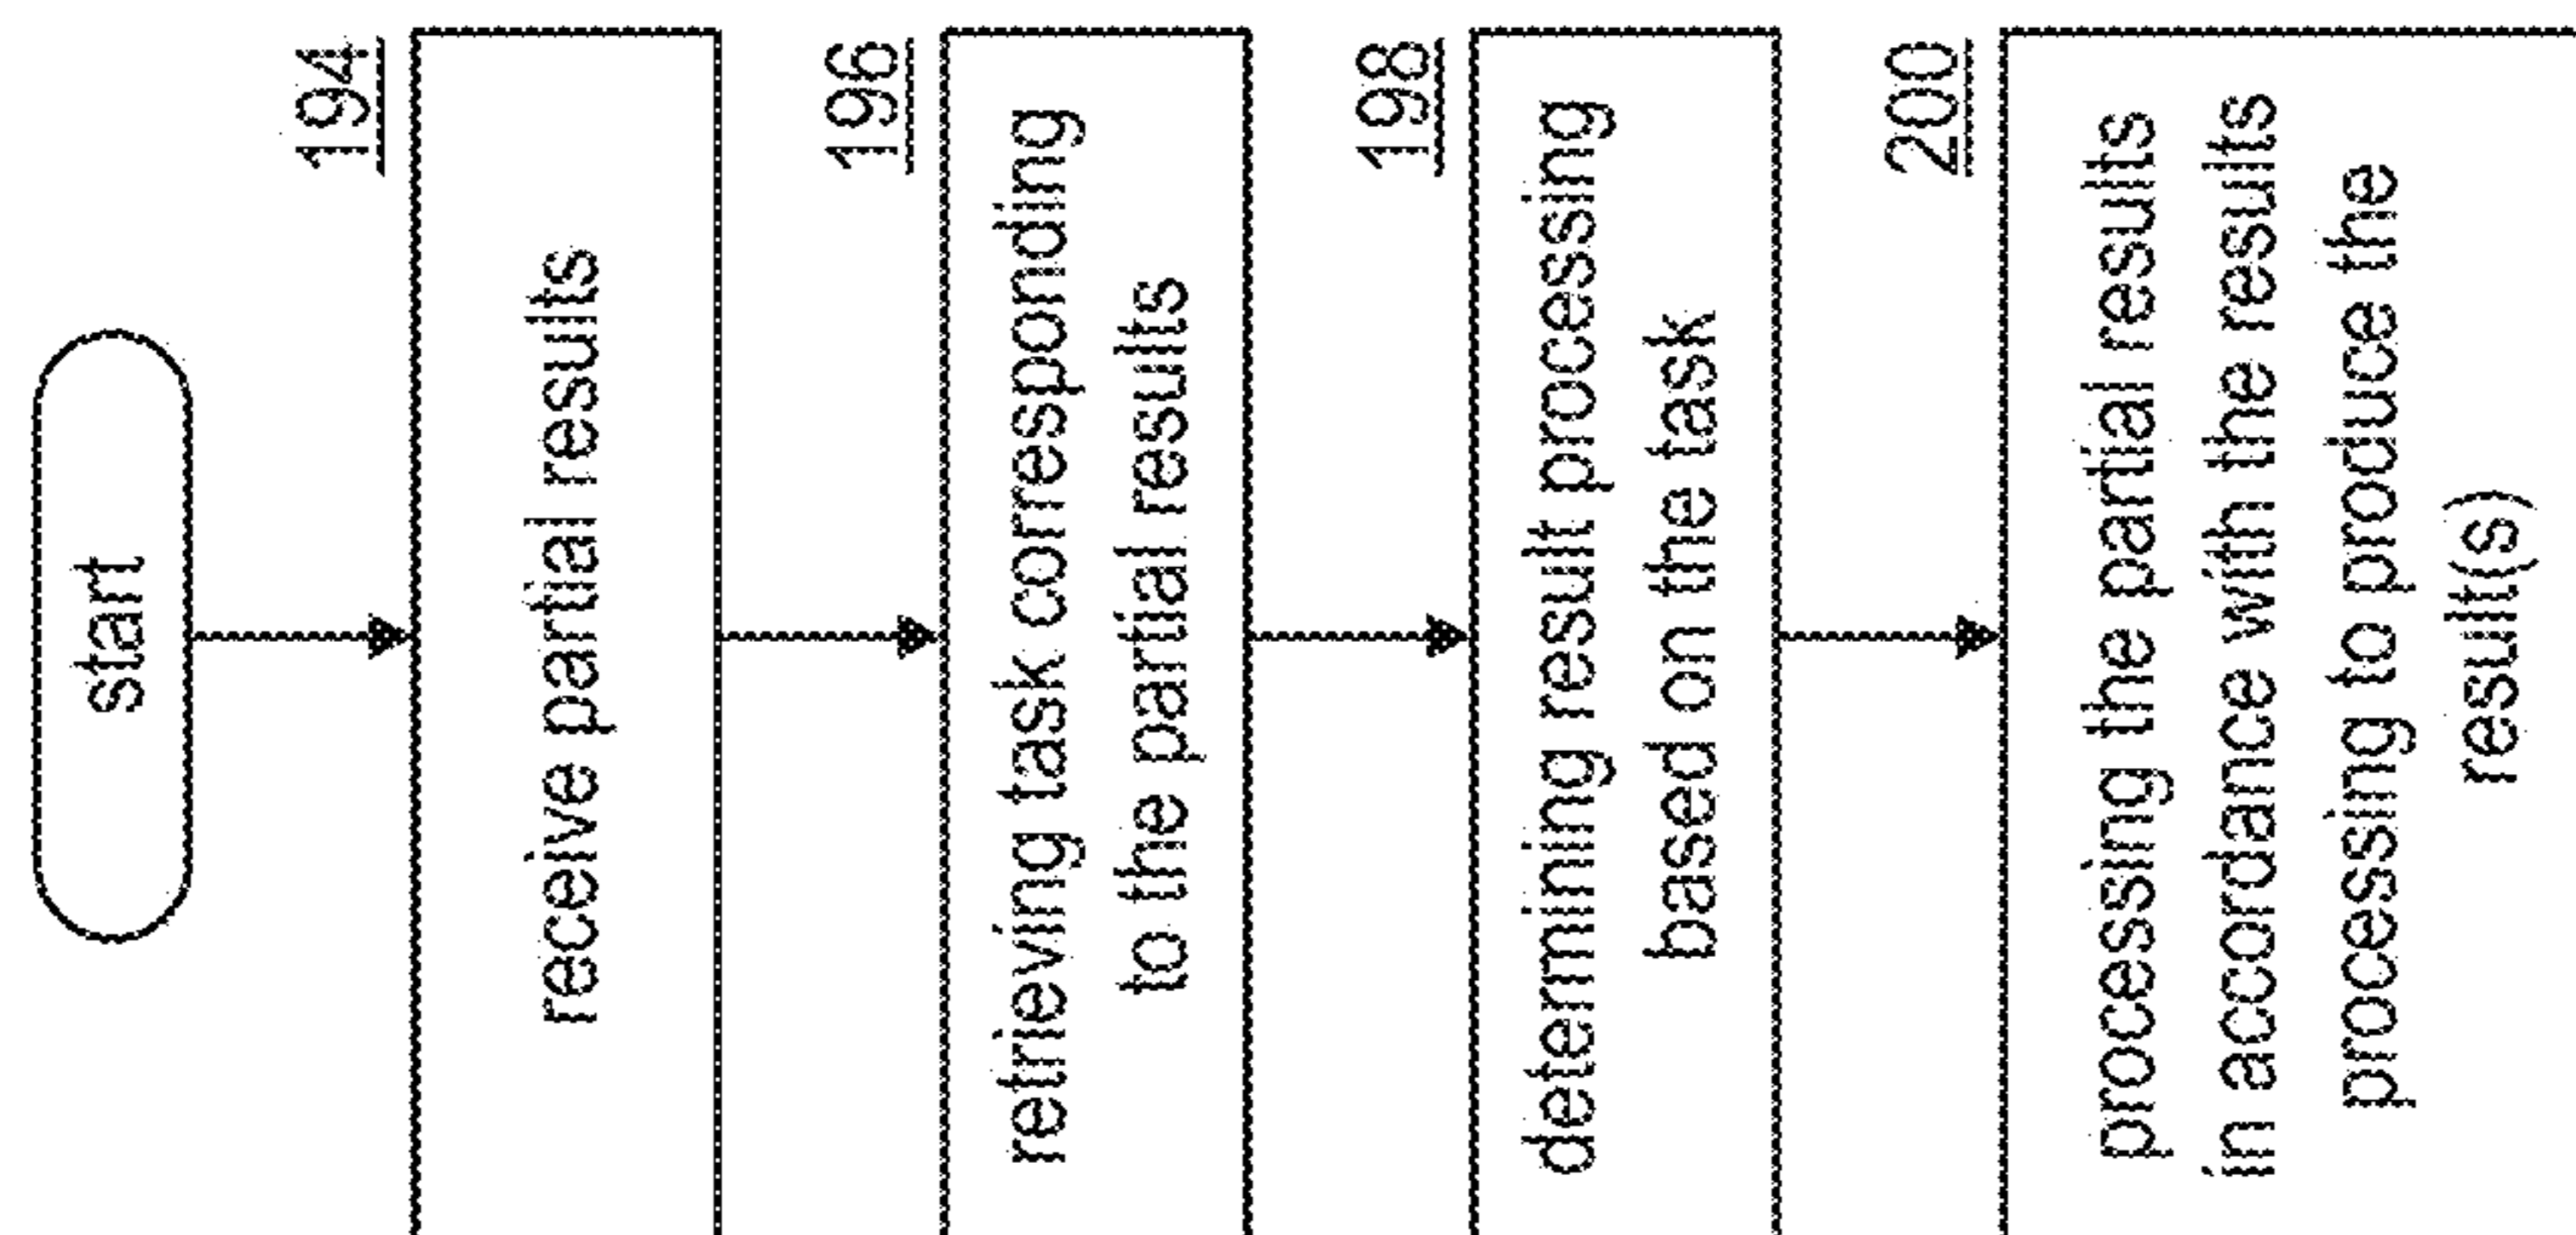 start
194
receive partial results
196
retrieving task corresponding
to the partial results
198
determining result processing
based on the task
200
processing the partial results
in accordance with the results
processing to produce the
result(s)